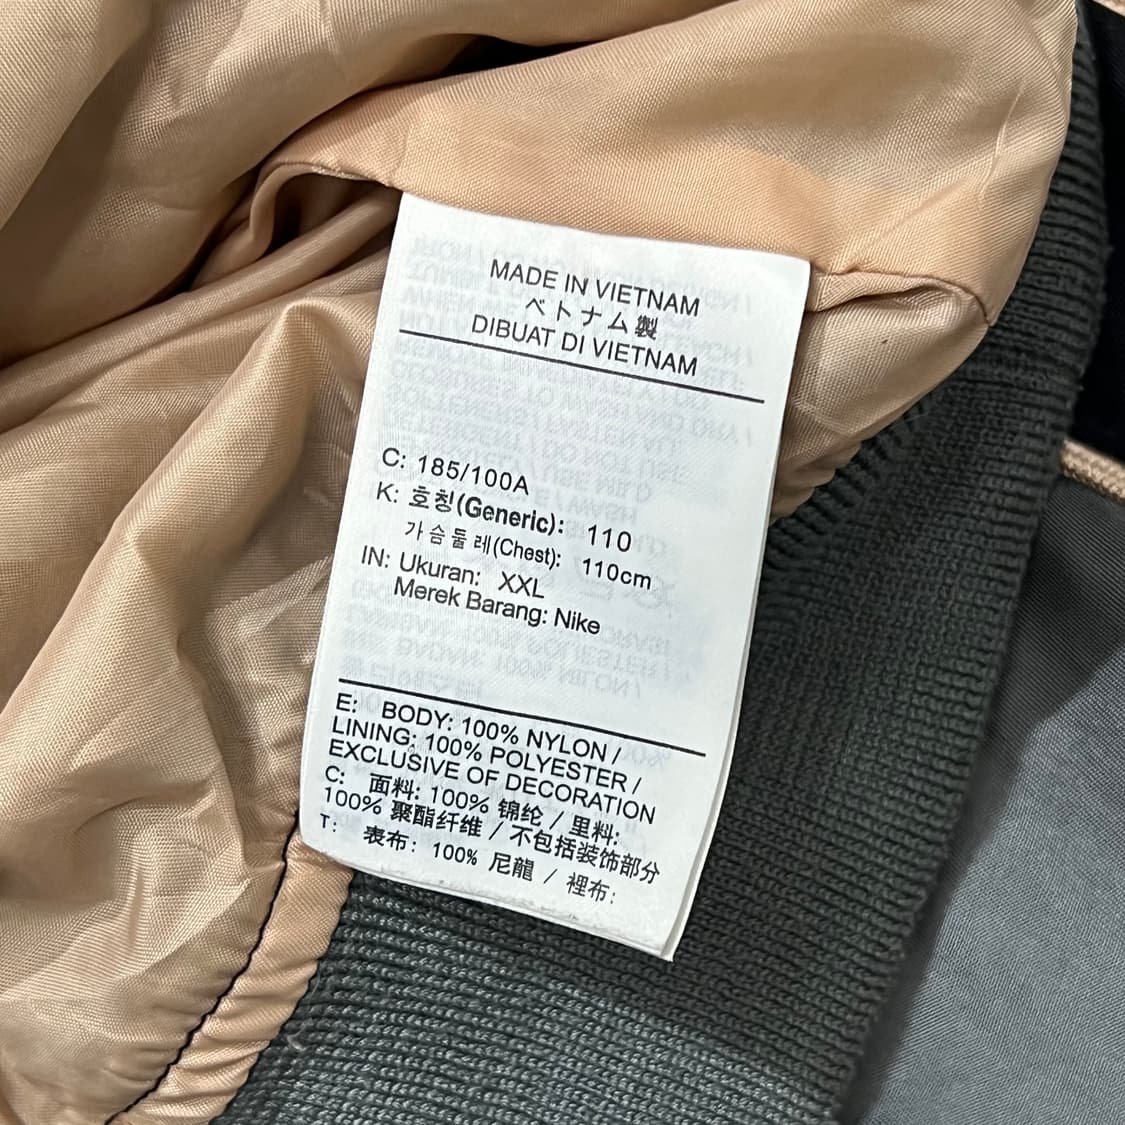 MADE IN VIETNAM
ベトナム製
DIBUAT DI VIETNAM
C: 185/100A
K: 호칭(Generic): 110
가슴둘레(Chest): 110cm
IN: Ukuran: XXL
Merek Barang: Nike
E: BODY: 100% NYLON /
LINING: 100% POLYESTER /
EXCLUSIVE OF DECORATION
C: 面料: 100% 锦纶 / 里料:
100% 聚酯纤维 / 不包括装饰部分
T: 表布: 100% 尼龍 / 裡布: